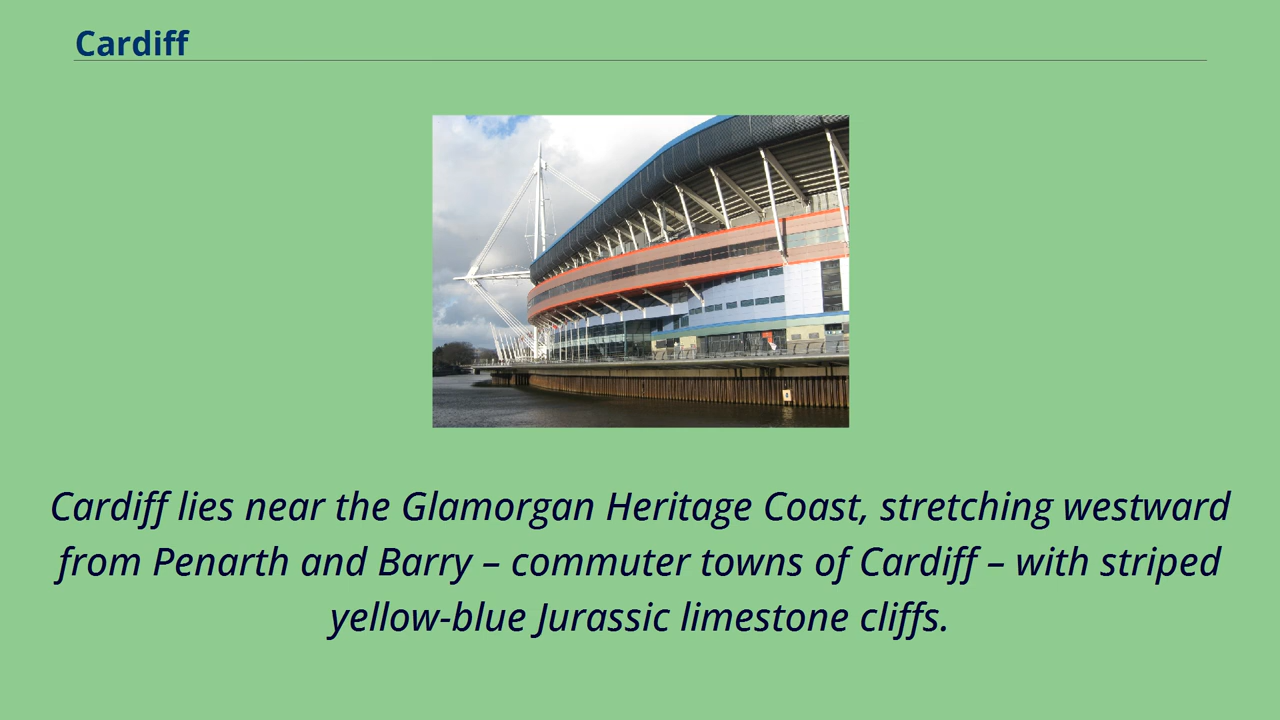 Cardiff
Cardiff lies near the Glamorgan Heritage Coast, stretching westward
from Penarth and Barry – commuter towns of Cardiff – with striped
yellow-blue Jurassic limestone cliffs.